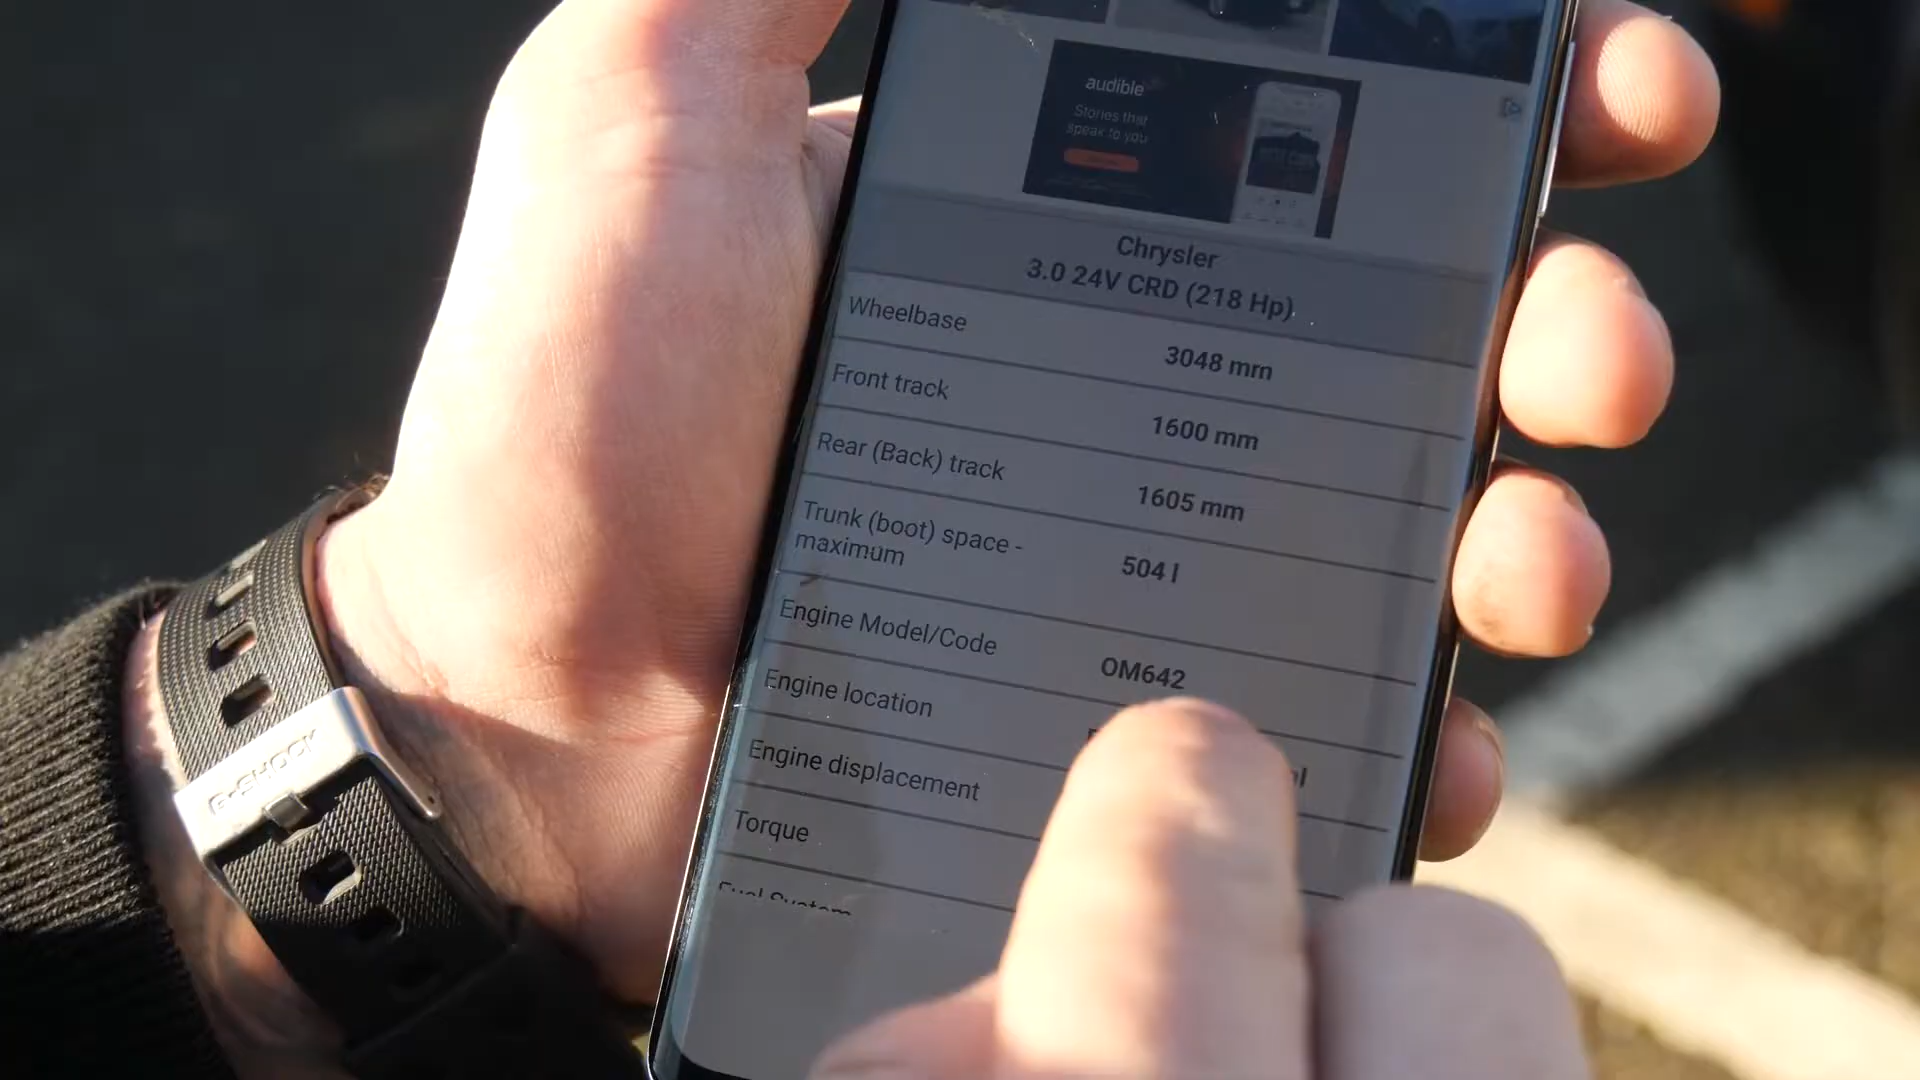 audible
Stories that
speak to you
Chrysler
3.0 24V CRD (218 Hp)
Wheelbase 3048 mm
Front track 1600 mm
Rear (Back) track 1605 mm
Trunk (boot) space -
maximum 504 l
Engine Model/Code OM642
Engine location
Engine displacement
Torque
Fuel System
G-SHOCK